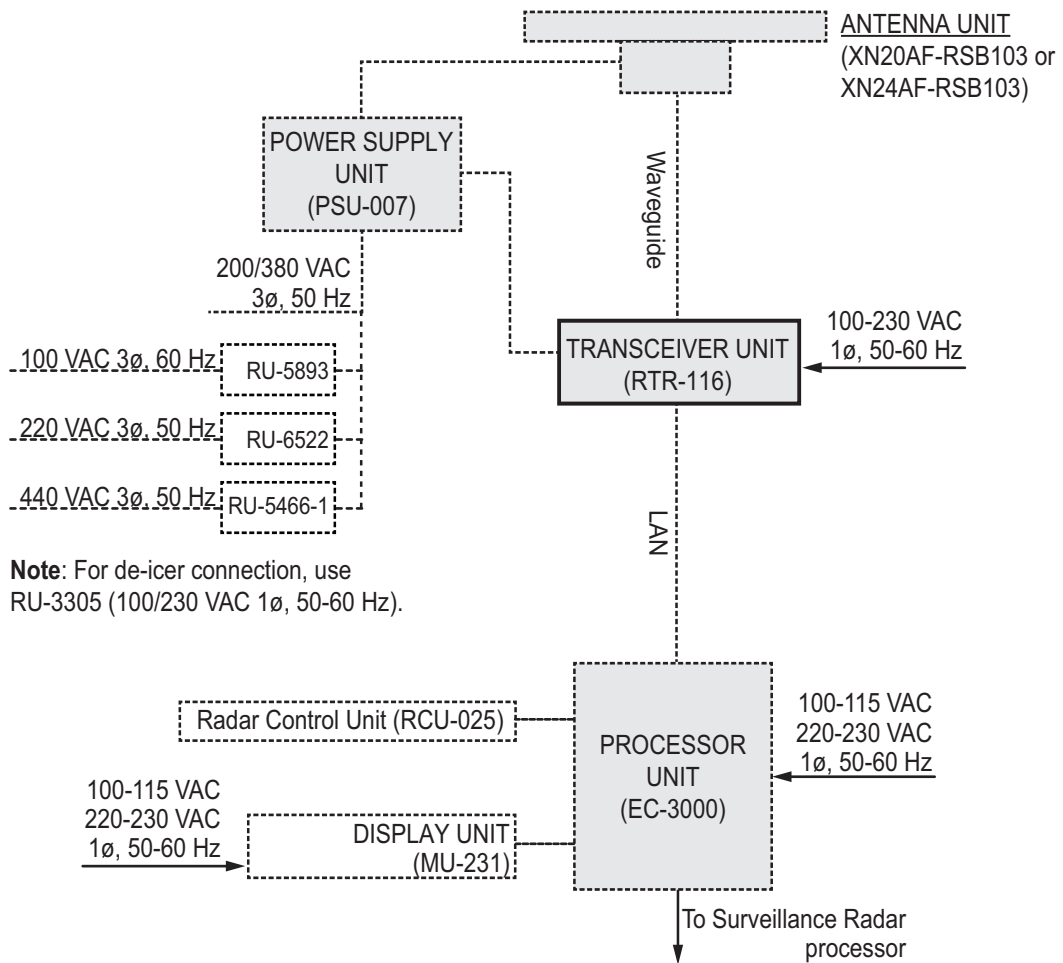 ANTENNA UNIT
(XN20AF-RSB103 or
XN24AF-RSB103)
POWER SUPPLY
UNIT
(PSU-007)
Waveguide
200/380 VAC
3ø, 50 Hz
100 VAC 3ø, 60 Hz
RU-5893
220 VAC 3ø, 50 Hz
RU-6522
440 VAC 3ø, 50 Hz
RU-5466-1
TRANSCEIVER UNIT
(RTR-116)
100-230 VAC
1ø, 50-60 Hz
LAN
Note: For de-icer connection, use
RU-3305 (100/230 VAC 1ø, 50-60 Hz).
Radar Control Unit (RCU-025)
PROCESSOR
UNIT
(EC-3000)
100-115 VAC
220-230 VAC
1ø, 50-60 Hz
100-115 VAC
220-230 VAC
1ø, 50-60 Hz
DISPLAY UNIT
(MU-231)
To Surveillance Radar
processor